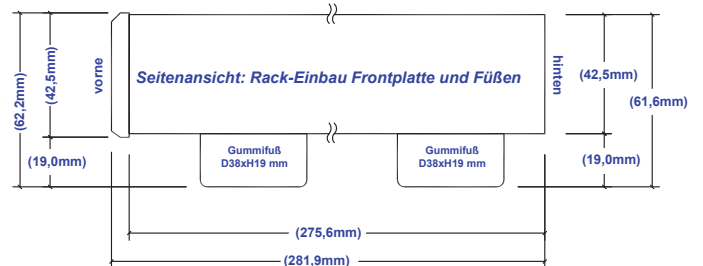 (62,2mm)
(42,5mm)
vorne
Seitenansicht: Rack-Einbau Frontplatte und Füßen
hinten
(42,5mm)
(61,6mm)
(19,0mm)
Gummifuß
D38xH19 mm
Gummifuß
D38xH19 mm
(19,0mm)
(275,6mm)
(281,9mm)